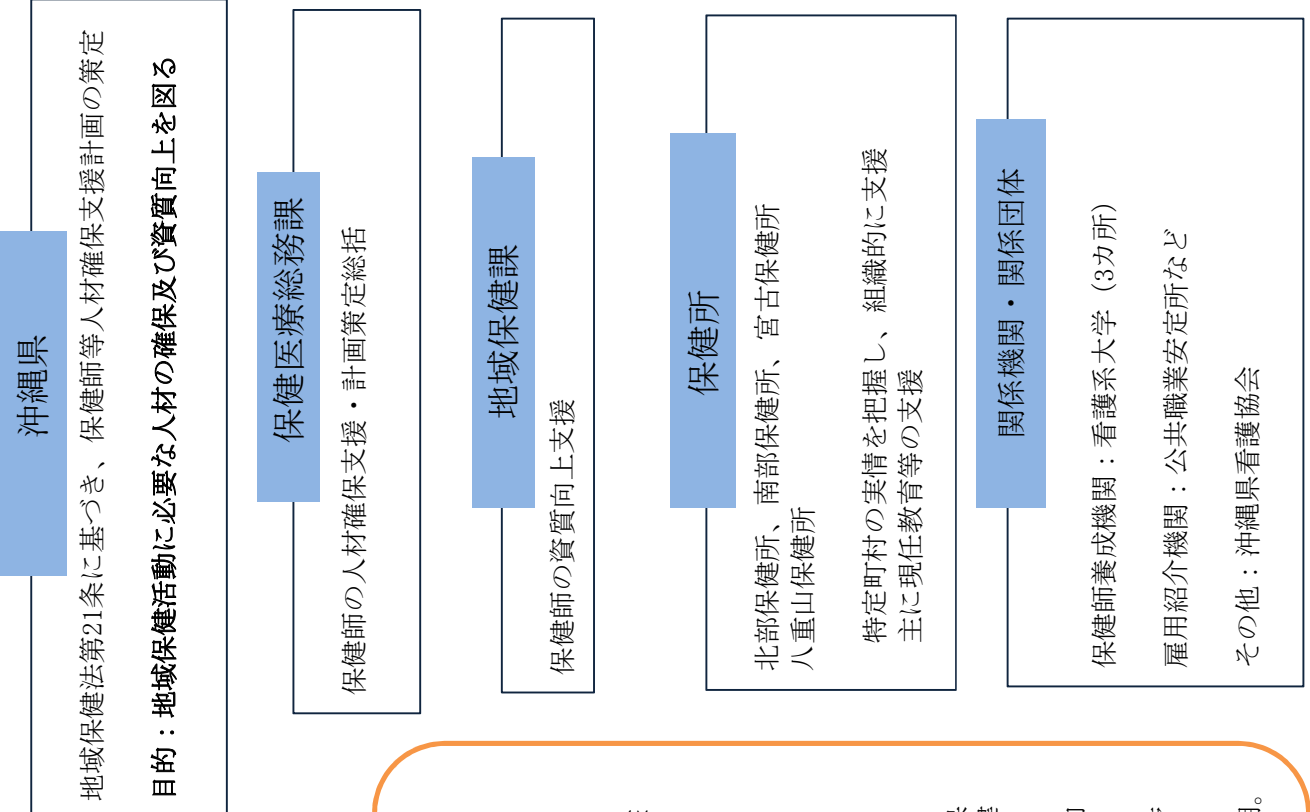 沖縄県
地域保健法第21条に基づき、保健師等人材確保支援計画の策定
目的：地域保健活動に必要な人材の確保及び資質向上を図る
保健医療総務課
保健師の人材確保支援・計画策定総括
地域保健課
保健師の資質向上支援
保健所
北部保健所、南部保健所、宮古保健所
八重山保健所
特定町村の実情を把握し、組織的に支援
主に現任教育等の支援
関係機関・関係団体
保健師養成機関：看護系大学（3カ所）
雇用紹介機関：公共職業安定所など
その他：沖縄県看護協会